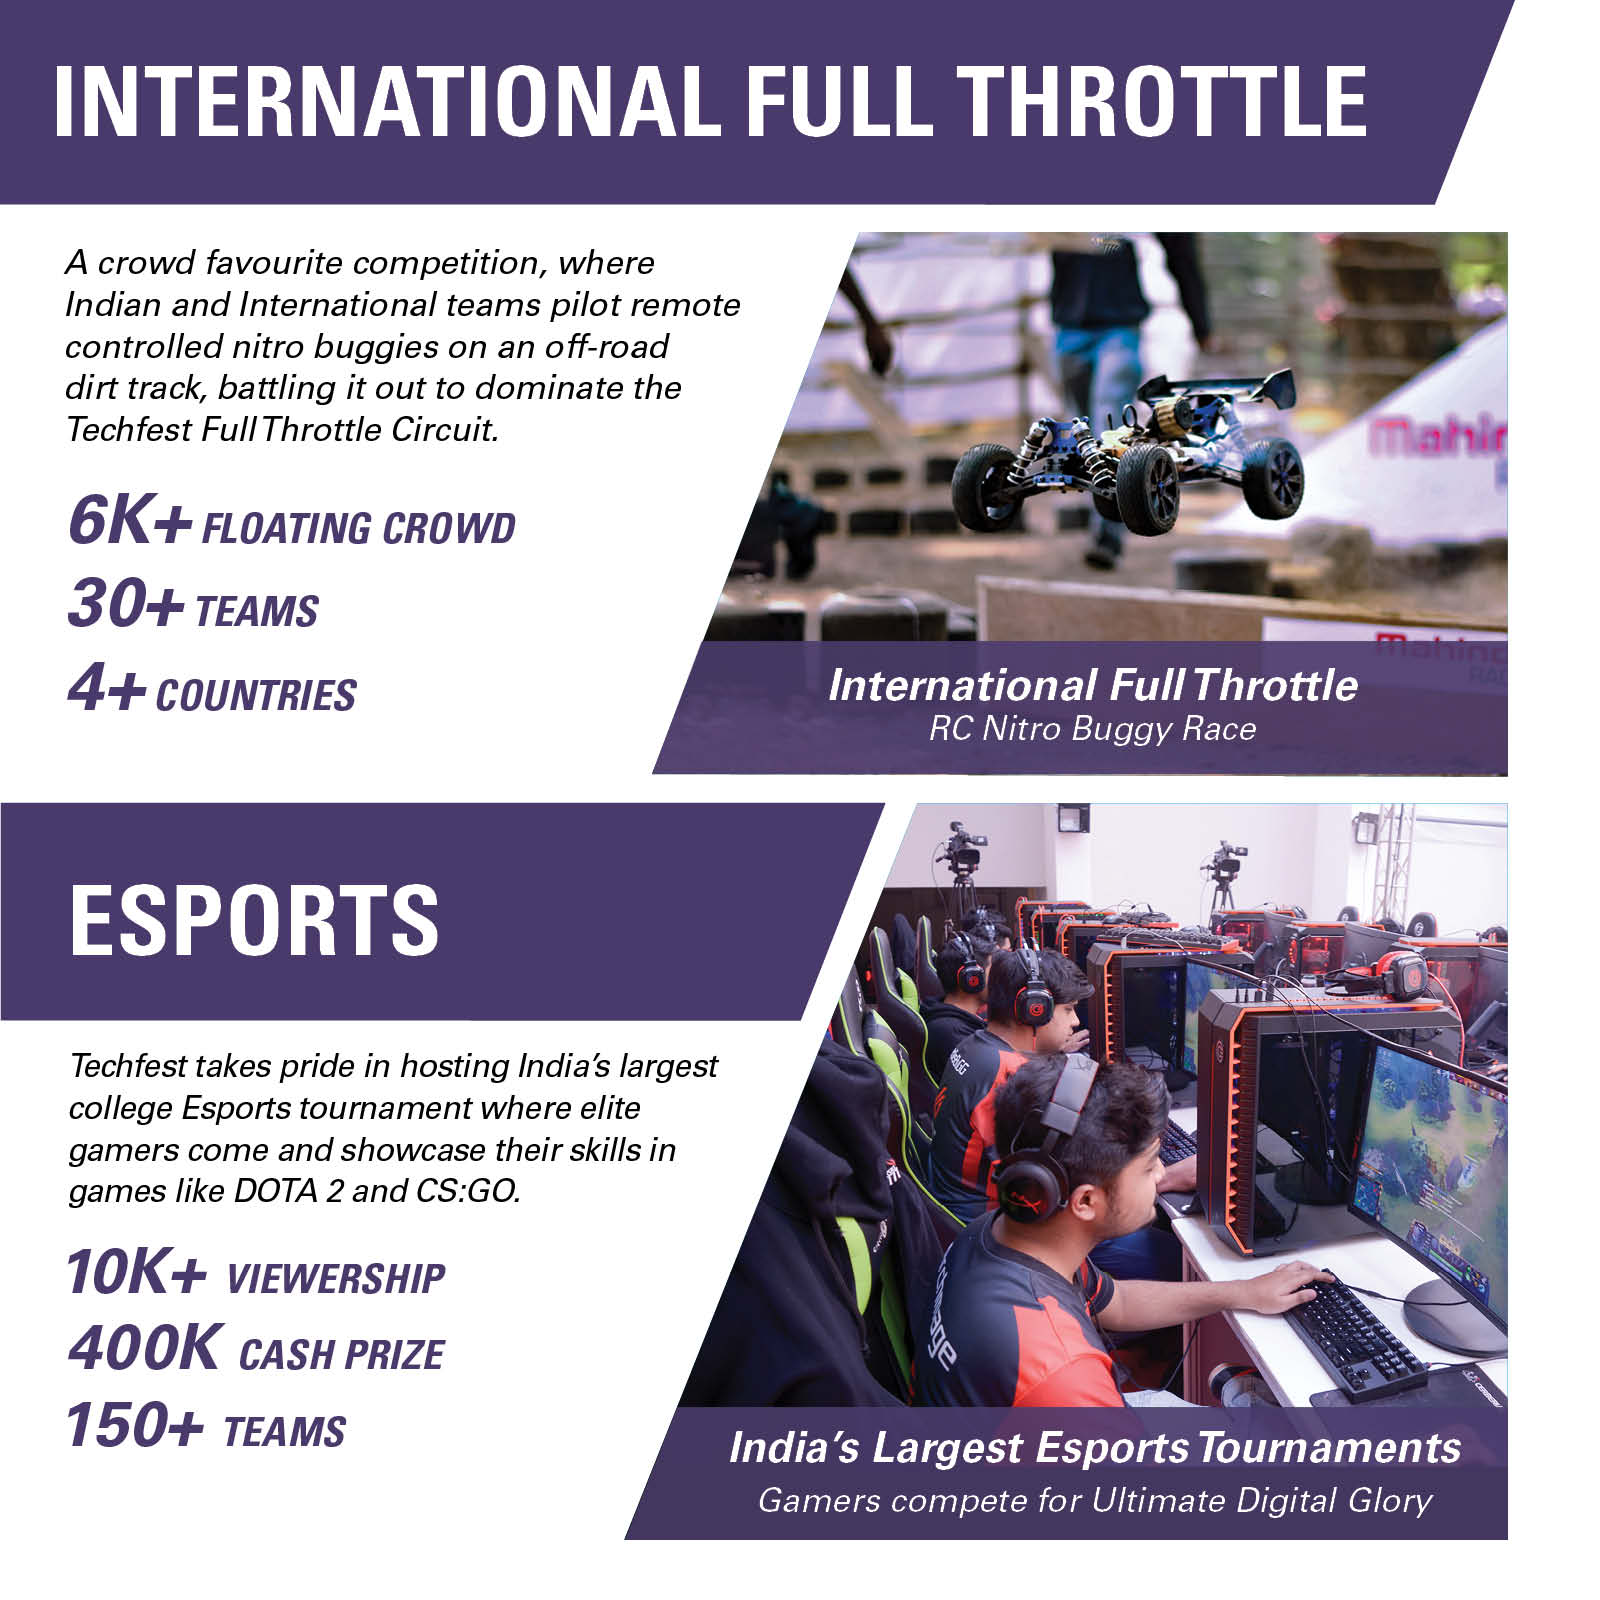 INTERNATIONAL FULL THROTTLE
A crowd favourite competition, where
Indian and International teams pilot remote
controlled nitro buggies on an off-road
dirt track, battling it out to dominate the
Techfest Full Throttle Circuit.
6K+ FLOATING CROWD
30+ TEAMS
4+ COUNTRIES
International Full Throttle
RC Nitro Buggy Race
ESPORTS
Techfest takes pride in hosting India's largest
college Esports tournament where elite
gamers come and showcase their skills in
games like DOTA 2 and CS:GO.
10K+ VIEWERSHIP
400K CASH PRIZE
150+ TEAMS
India's Largest Esports Tournaments
Gamers compete for Ultimate Digital Glory